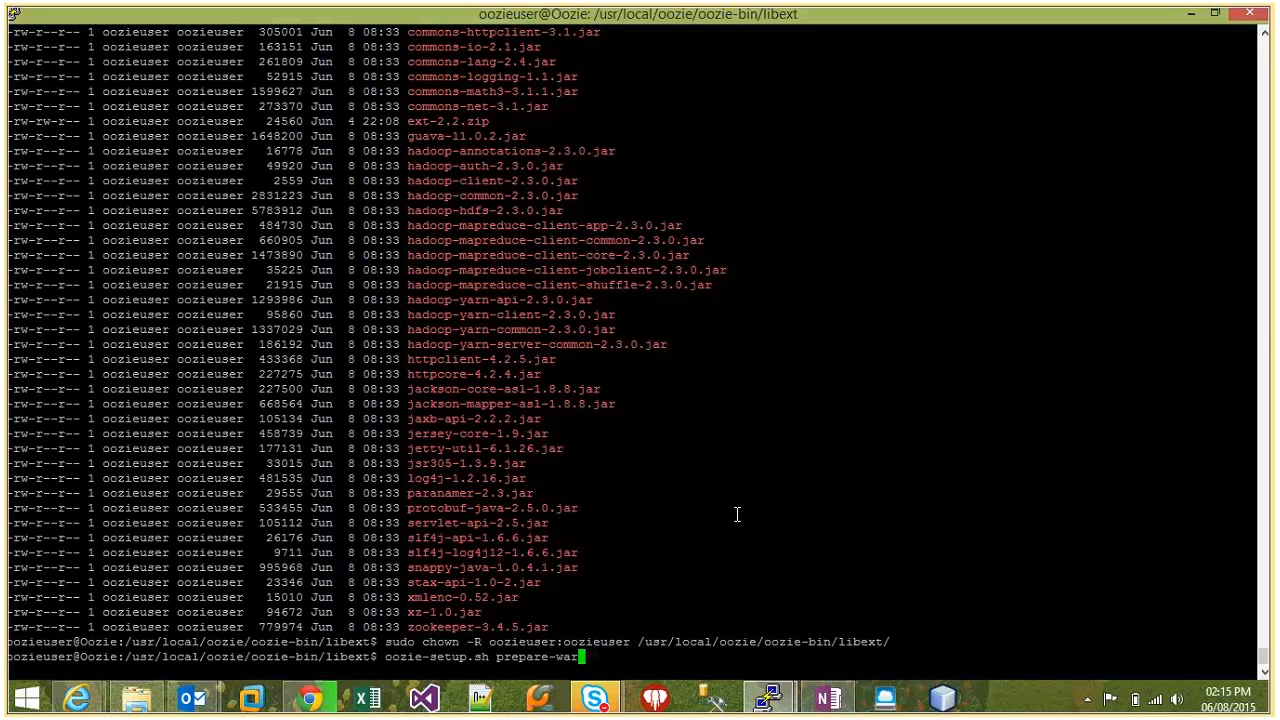 oozieuser@Oozie: /usr/local/oozie/oozie-bin/libext
-rw-r--r-- 1 oozieuser oozieuser  305001 Jun  8 08:33 commons-httpclient-3.1.jar
-rw-r--r-- 1 oozieuser oozieuser  163151 Jun  8 08:33 commons-io-2.1.jar
-rw-r--r-- 1 oozieuser oozieuser  261809 Jun  8 08:33 commons-lang-2.4.jar
-rw-r--r-- 1 oozieuser oozieuser   52915 Jun  8 08:33 commons-logging-1.1.jar
-rw-r--r-- 1 oozieuser oozieuser 1599627 Jun  8 08:33 commons-math3-3.1.1.jar
-rw-r--r-- 1 oozieuser oozieuser  273370 Jun  8 08:33 commons-net-3.1.jar
-rw-rw-r-- 1 oozieuser oozieuser   24560 Jun  4 22:08 ext-2.2.zip
-rw-r--r-- 1 oozieuser oozieuser 1648200 Jun  8 08:33 guava-11.0.2.jar
-rw-r--r-- 1 oozieuser oozieuser   16778 Jun  8 08:33 hadoop-annotations-2.3.0.jar
-rw-r--r-- 1 oozieuser oozieuser   49920 Jun  8 08:33 hadoop-auth-2.3.0.jar
-rw-r--r-- 1 oozieuser oozieuser    2559 Jun  8 08:33 hadoop-client-2.3.0.jar
-rw-r--r-- 1 oozieuser oozieuser 2831223 Jun  8 08:33 hadoop-common-2.3.0.jar
-rw-r--r-- 1 oozieuser oozieuser 5783912 Jun  8 08:33 hadoop-hdfs-2.3.0.jar
-rw-r--r-- 1 oozieuser oozieuser  484730 Jun  8 08:33 hadoop-mapreduce-client-app-2.3.0.jar
-rw-r--r-- 1 oozieuser oozieuser  660905 Jun  8 08:33 hadoop-mapreduce-client-common-2.3.0.jar
-rw-r--r-- 1 oozieuser oozieuser 1473890 Jun  8 08:33 hadoop-mapreduce-client-core-2.3.0.jar
-rw-r--r-- 1 oozieuser oozieuser   35225 Jun  8 08:33 hadoop-mapreduce-client-jobclient-2.3.0.jar
-rw-r--r-- 1 oozieuser oozieuser   21915 Jun  8 08:33 hadoop-mapreduce-client-shuffle-2.3.0.jar
-rw-r--r-- 1 oozieuser oozieuser 1293986 Jun  8 08:33 hadoop-yarn-api-2.3.0.jar
-rw-r--r-- 1 oozieuser oozieuser   95860 Jun  8 08:33 hadoop-yarn-client-2.3.0.jar
-rw-r--r-- 1 oozieuser oozieuser 1337029 Jun  8 08:33 hadoop-yarn-common-2.3.0.jar
-rw-r--r-- 1 oozieuser oozieuser  186192 Jun  8 08:33 hadoop-yarn-server-common-2.3.0.jar
-rw-r--r-- 1 oozieuser oozieuser  433368 Jun  8 08:33 httpclient-4.2.5.jar
-rw-r--r-- 1 oozieuser oozieuser  227275 Jun  8 08:33 httpcore-4.2.4.jar
-rw-r--r-- 1 oozieuser oozieuser  227500 Jun  8 08:33 jackson-core-asl-1.8.8.jar
-rw-r--r-- 1 oozieuser oozieuser  668564 Jun  8 08:33 jackson-mapper-asl-1.8.8.jar
-rw-r--r-- 1 oozieuser oozieuser  105134 Jun  8 08:33 jaxb-api-2.2.2.jar
-rw-r--r-- 1 oozieuser oozieuser  458739 Jun  8 08:33 jersey-core-1.9.jar
-rw-r--r-- 1 oozieuser oozieuser  177131 Jun  8 08:33 jetty-util-6.1.26.jar
-rw-r--r-- 1 oozieuser oozieuser   33015 Jun  8 08:33 jsr305-1.3.9.jar
-rw-r--r-- 1 oozieuser oozieuser  481535 Jun  8 08:33 log4j-1.2.16.jar
-rw-r--r-- 1 oozieuser oozieuser   29555 Jun  8 08:33 paranamer-2.3.jar
-rw-r--r-- 1 oozieuser oozieuser  533455 Jun  8 08:33 protobuf-java-2.5.0.jar
-rw-r--r-- 1 oozieuser oozieuser  105112 Jun  8 08:33 servlet-api-2.5.jar
-rw-r--r-- 1 oozieuser oozieuser   26176 Jun  8 08:33 slf4j-api-1.6.6.jar
-rw-r--r-- 1 oozieuser oozieuser    9711 Jun  8 08:33 slf4j-log4j12-1.6.6.jar
-rw-r--r-- 1 oozieuser oozieuser  995968 Jun  8 08:33 snappy-java-1.0.4.1.jar
-rw-r--r-- 1 oozieuser oozieuser   23346 Jun  8 08:33 stax-api-1.0-2.jar
-rw-r--r-- 1 oozieuser oozieuser   15010 Jun  8 08:33 xmlenc-0.52.jar
-rw-r--r-- 1 oozieuser oozieuser   94672 Jun  8 08:33 xz-1.0.jar
-rw-r--r-- 1 oozieuser oozieuser  779974 Jun  8 08:33 zookeeper-3.4.5.jar
oozieuser@Oozie:/usr/local/oozie/oozie-bin/libext$ sudo chown -R oozieuser:oozieuser /usr/local/oozie/oozie-bin/libext/
oozieuser@Oozie:/usr/local/oozie/oozie-bin/libext$ oozie-setup.sh prepare-war
02:15 PM
06/08/2015